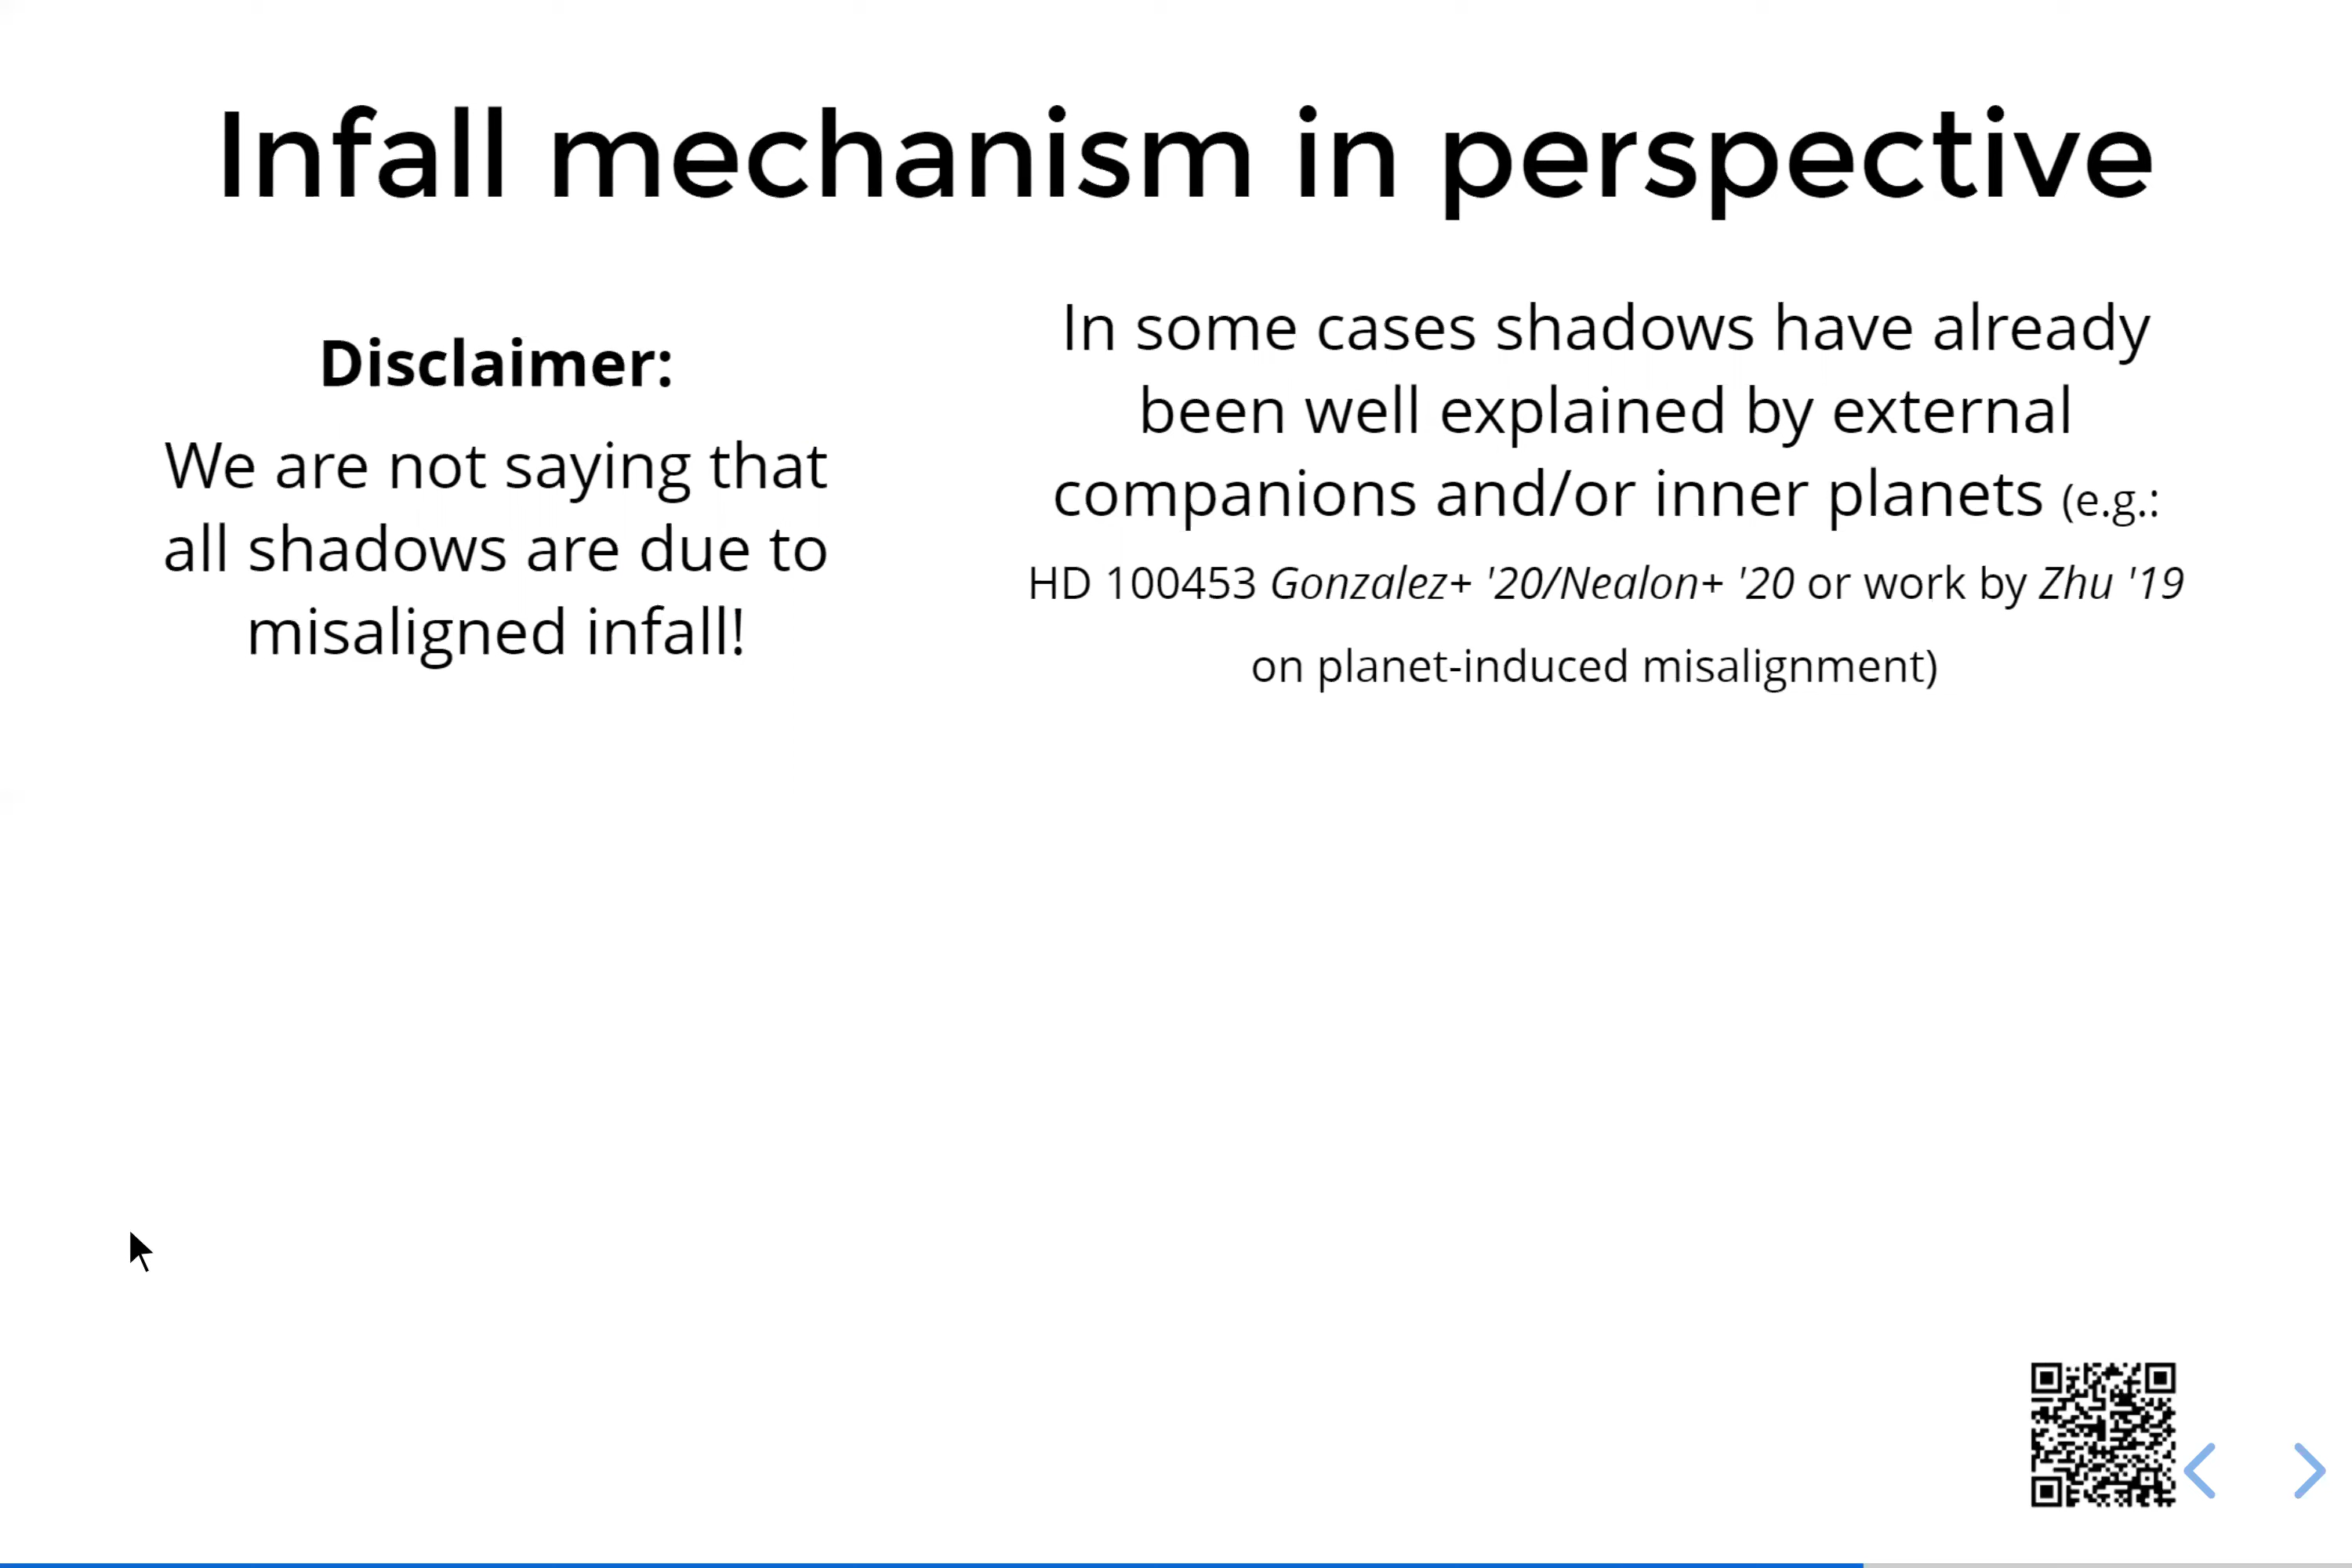 Infall mechanism in perspective
Disclaimer:
We are not saying that
all shadows are due to
misaligned infall!
In some cases shadows have already
been well explained by external
companions and/or inner planets (e.g.:
HD 100453 Gonzalez+ '20/Nealon+ '20 or work by Zhu '19
on planet-induced misalignment)